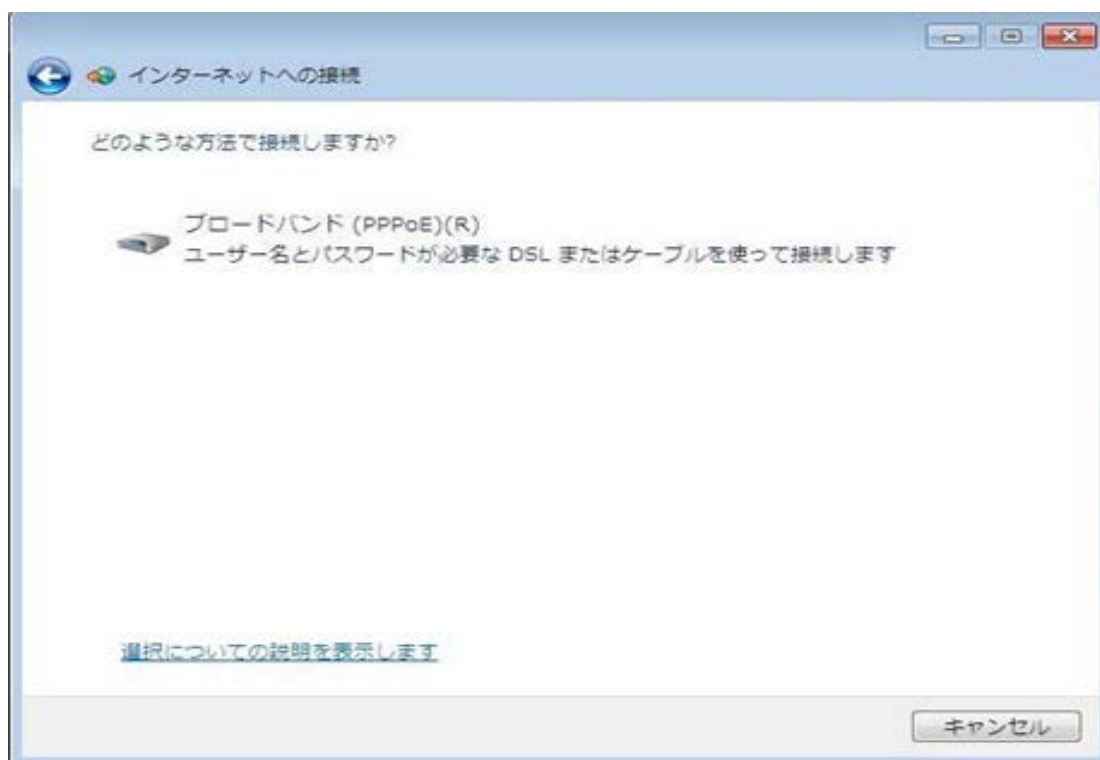 インターネットへの接続
どのような方法で接続しますか?
ブロードバンド (PPPoE)(R)
ユーザー名とパスワードが必要な DSL またはケーブルを使って接続します
選択についての説明を表示します
キャンセル